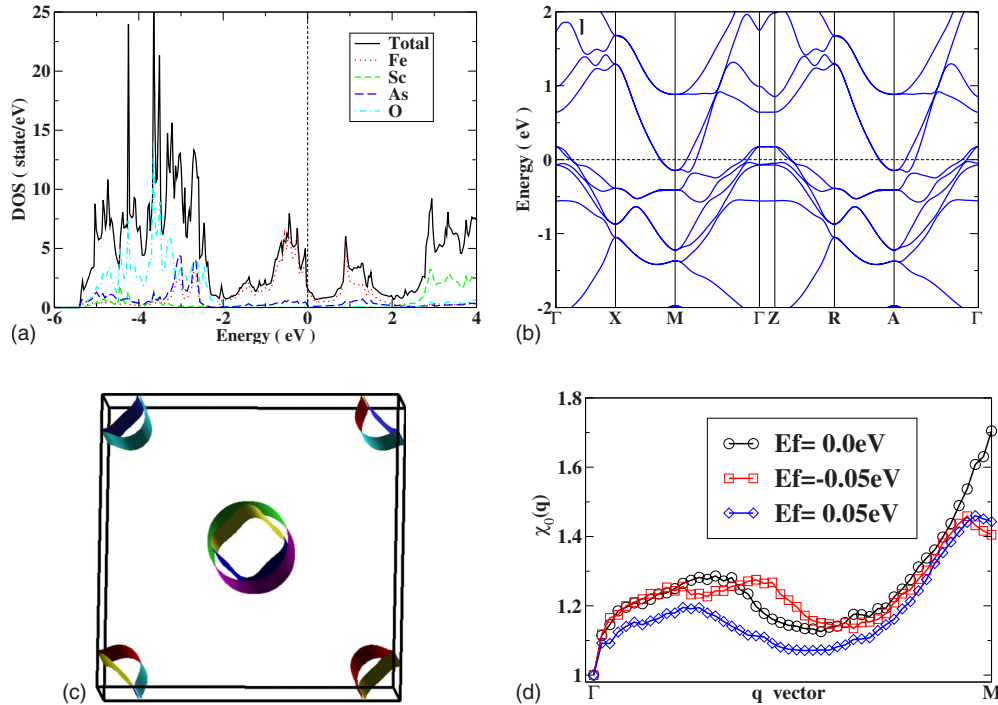 25
20
15
10
5
0
DOS ( state/eV)
Total
Fe
Sc
As
O
-6
-4
-2
0
2
4
Energy ( eV)
(a)
2
1
0
-1
-2
Energy ( eV)
Γ
X
M
Γ
Z
R
A
Γ
(b)
(c)
1.8
1.6
1.4
1.2
1
χ₀(q)
Ef= 0.0eV
Ef=-0.05eV
Ef= 0.05eV
Γ
q vector
M
(d)